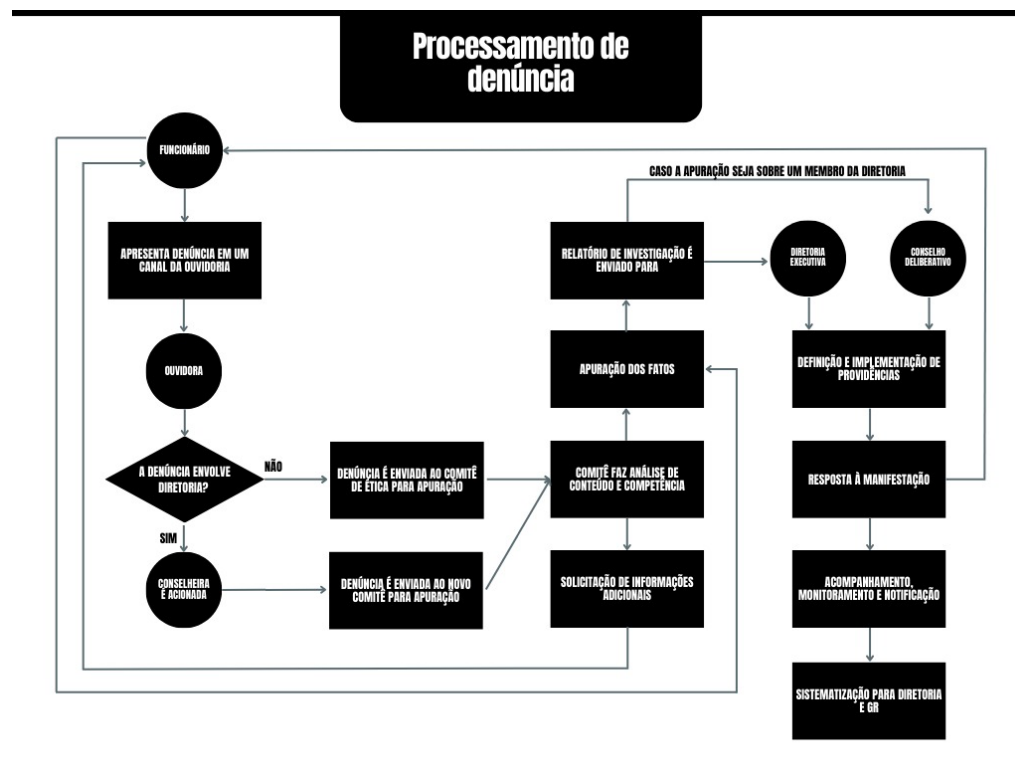 Processamento de
denúncia
FUNCIONÁRIO
APRESENTA DENÚNCIA EM UM
CANAL DA OUVIDORIA
OUVIDORA
A DENÚNCIA ENVOLVE
DIRETORIA?
NÃO
SIM
CONSELHEIRA
É ACIONADA
DENÚNCIA É ENVIADA AO COMITÊ
DE ÉTICA PARA APURAÇÃO
DENÚNCIA É ENVIADA AO NOVO
COMITÊ PARA APURAÇÃO
COMITÊ FAZ ANÁLISE DE
CONTEÚDO E COMPETÊNCIA
SOLICITAÇÃO DE INFORMAÇÕES
ADICIONAIS
APURAÇÃO DOS FATOS
RELATÓRIO DE INVESTIGAÇÃO É
ENVIADO PARA
CASO A APURAÇÃO SEJA SOBRE UM MEMBRO DA DIRETORIA
DIRETORIA
EXECUTIVA
CONSELHO
DELIBERATIVO
DEFINIÇÃO E IMPLEMENTAÇÃO DE
PROVIDÊNCIAS
RESPOSTA À MANIFESTAÇÃO
ACOMPANHAMENTO,
MONITORAMENTO E NOTIFICAÇÃO
SISTEMATIZAÇÃO PARA DIRETORIA
E GR